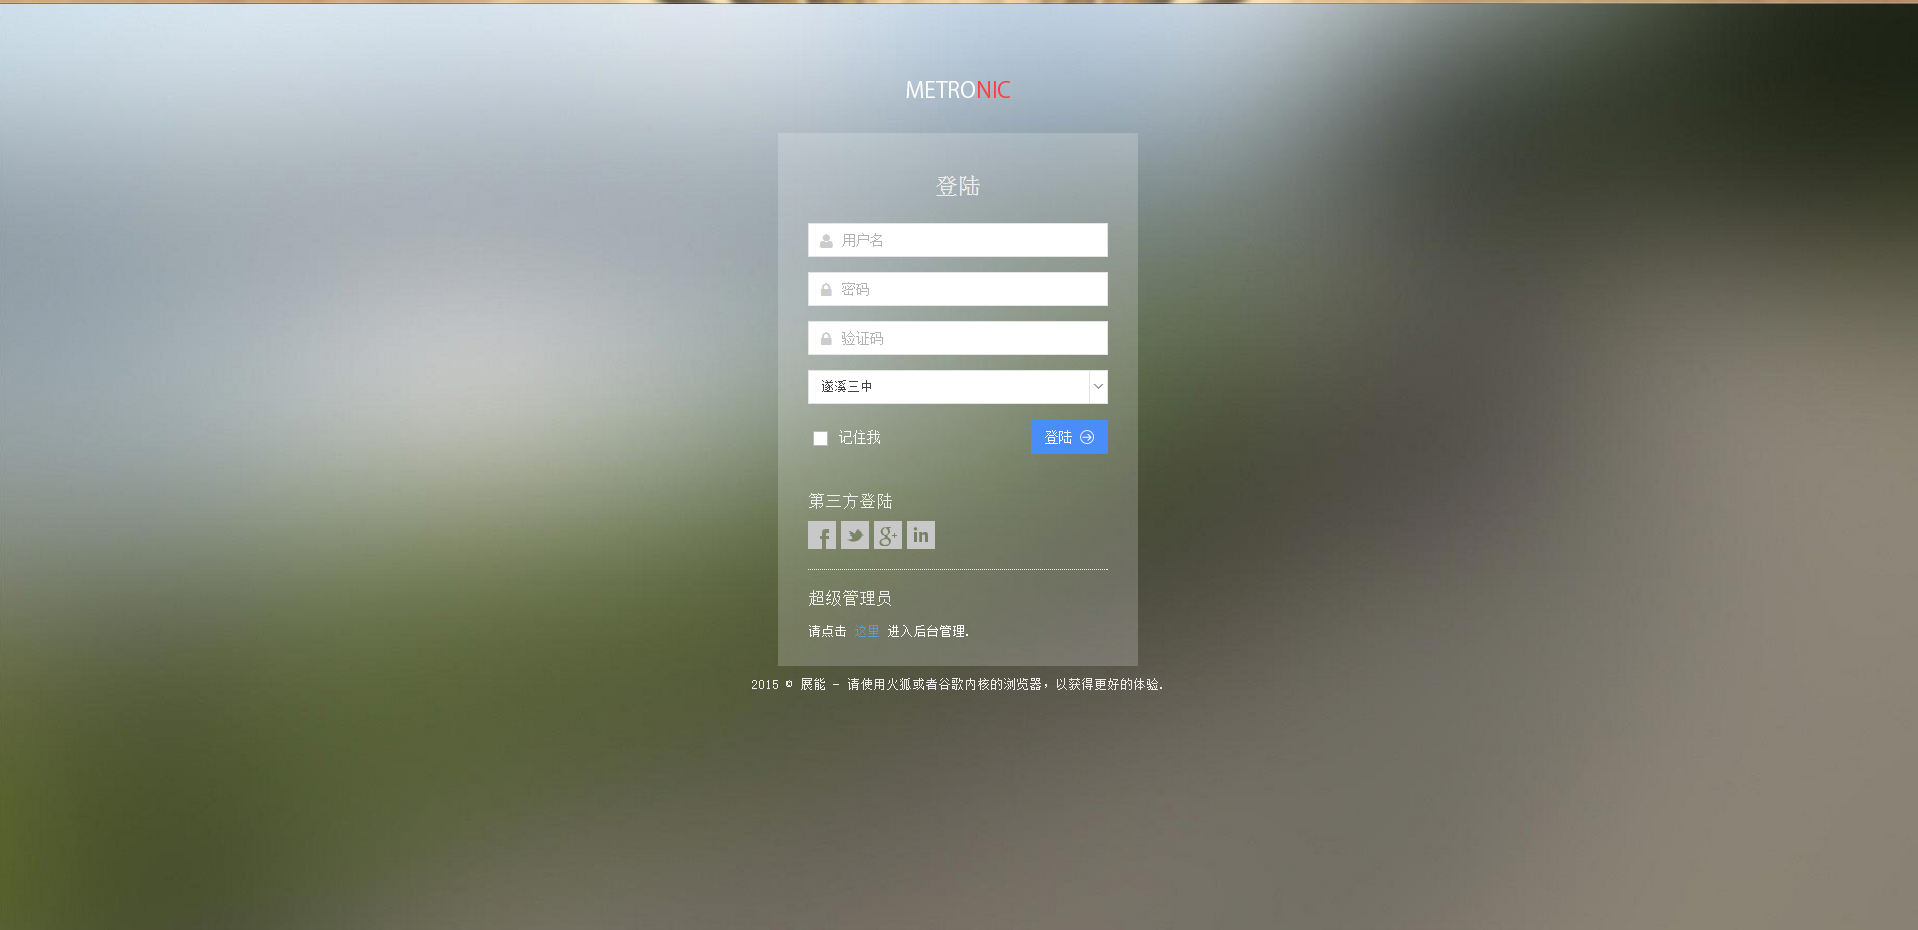 METRONIC
登陆
用户名
密码
验证码
遂溪三中
记住我 登陆
第三方登陆
超级管理员
请点击 这里 进入后台管理.
2015 © 展能 - 请使用火狐或者谷歌内核的浏览器，以获得更好的体验.